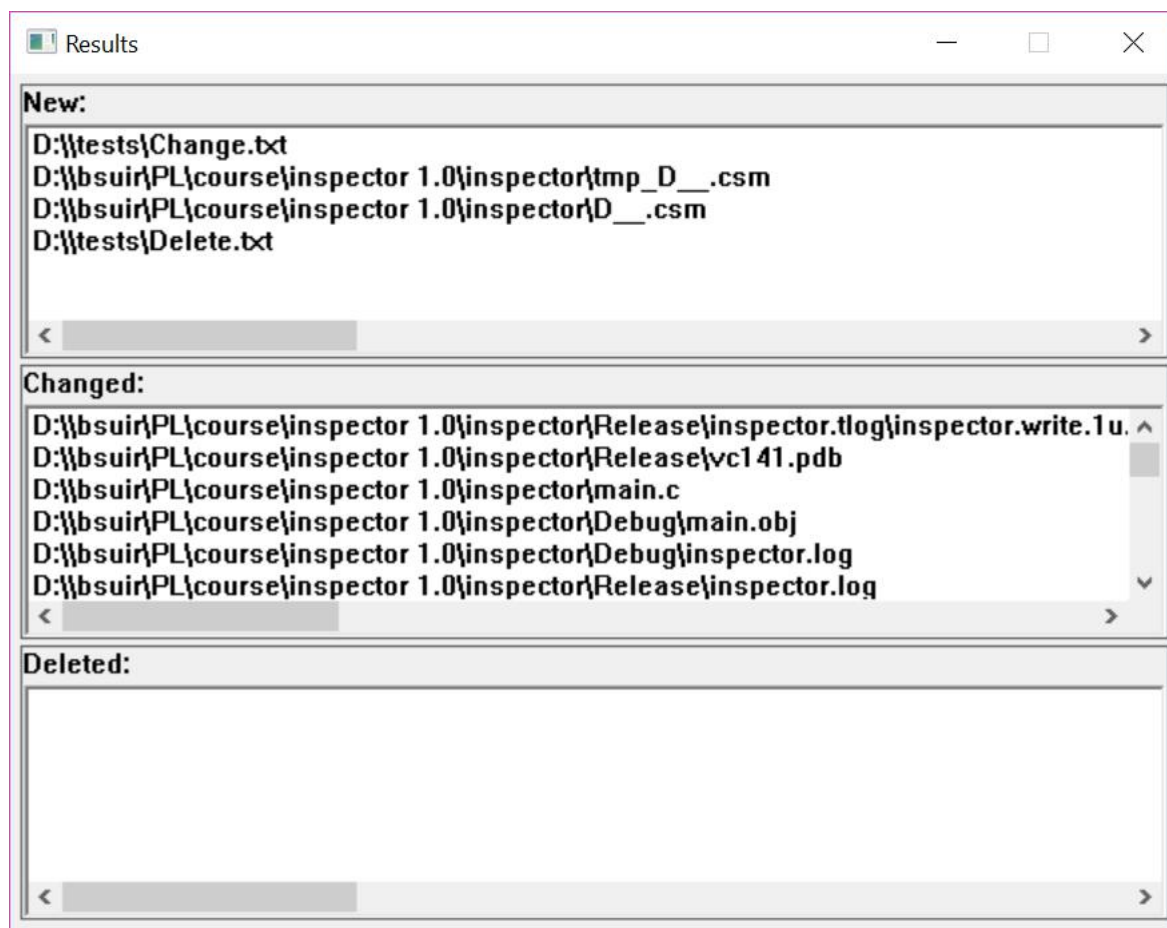 Results
New:
D:\\tests\Change.txt
D:\\bsuir\PL\course\inspector 1.0\inspector\tmp_D__.csm
D:\\bsuir\PL\course\inspector 1.0\inspector\D__.csm
D:\\tests\Delete.txt
Changed:
D:\\bsuir\PL\course\inspector 1.0\inspector\Release\inspector.tlog\inspector.write.1u.
D:\\bsuir\PL\course\inspector 1.0\inspector\Release\vc141.pdb
D:\\bsuir\PL\course\inspector 1.0\inspector\main.c
D:\\bsuir\PL\course\inspector 1.0\inspector\Debug\main.obj
D:\\bsuir\PL\course\inspector 1.0\inspector\Debug\inspector.log
D:\\bsuir\PL\course\inspector 1.0\inspector\Release\inspector.log
Deleted: